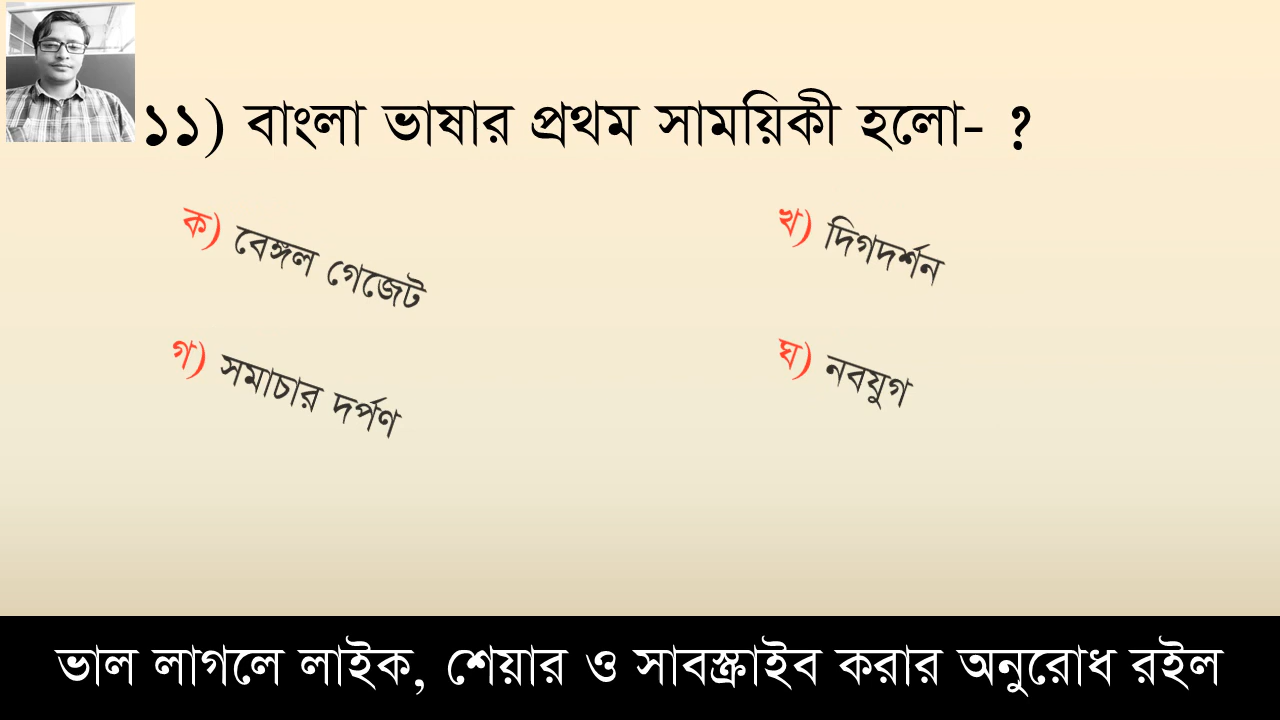 ১১) বাংলা ভাষার প্রথম সাময়িকী হলো- ?
ক) বেঙ্গল গেজেট
খ) দিগদর্শন
গ) সমাচার দর্পণ
ঘ) নবযুগ
ভাল লাগলে লাইক, শেয়ার ও সাবস্ক্রাইব করার অনুরোধ রইল